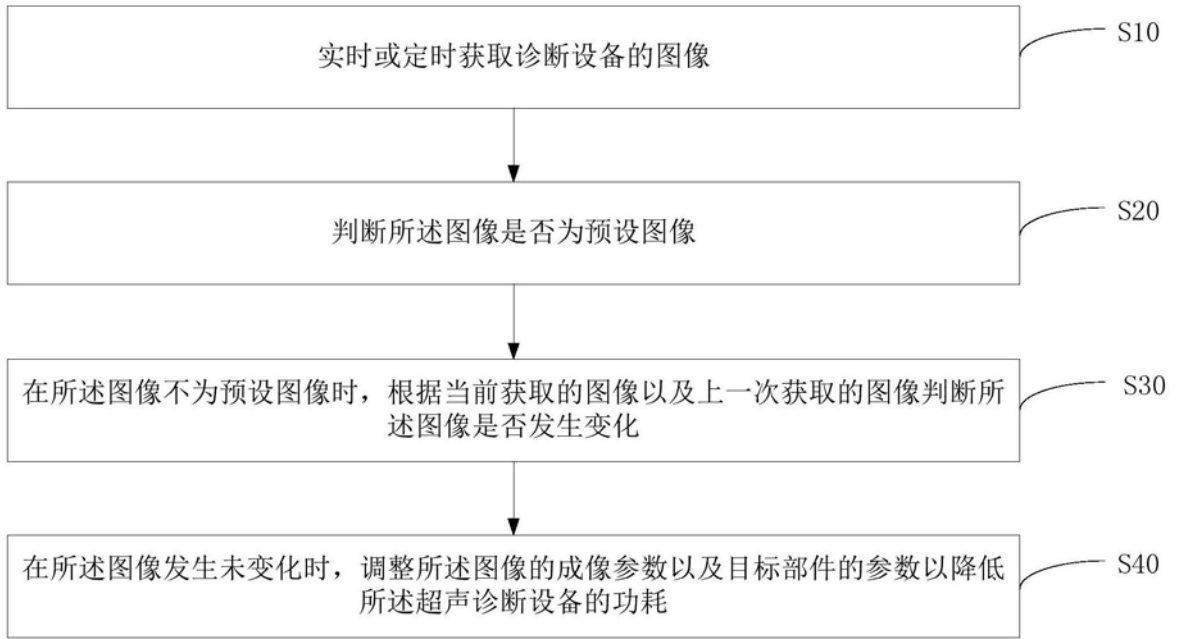 实时或定时获取诊断设备的图像
S10
判断所述图像是否为预设图像
S20
在所述图像不为预设图像时，根据当前获取的图像以及上一次获取的图像判断所
述图像是否发生变化
S30
在所述图像发生未变化时，调整所述图像的成像参数以及目标部件的参数以降低
所述超声诊断设备的功耗
S40